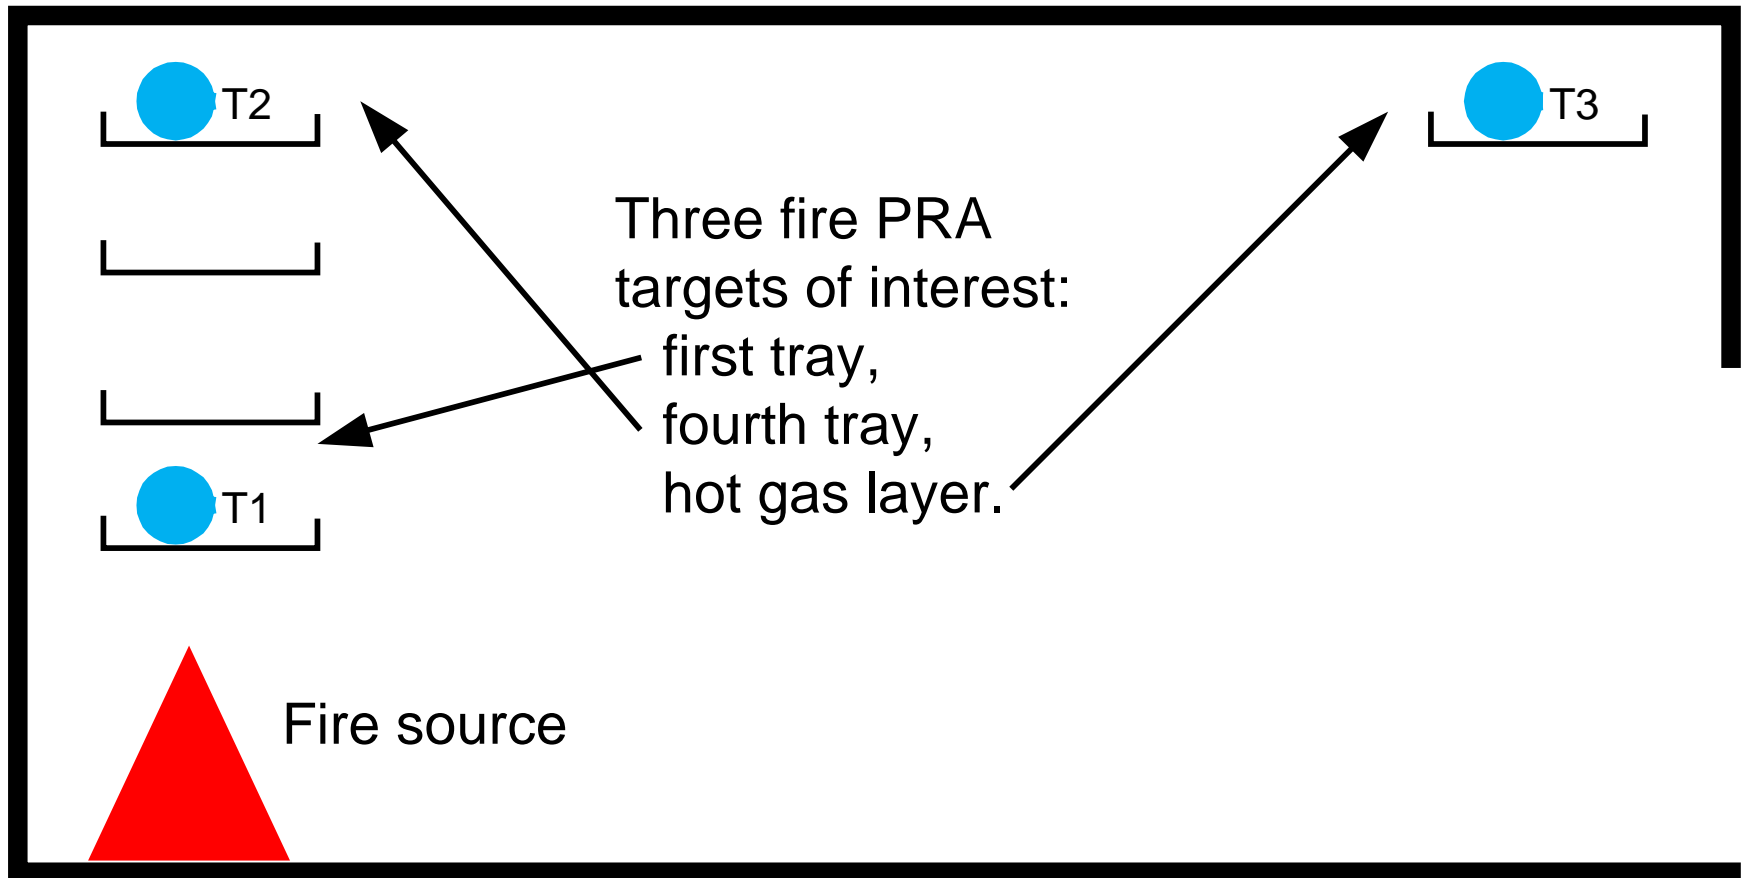 T2
T3
Three fire PRA
targets of interest:
first tray,
fourth tray,
hot gas layer.
T1
Fire source